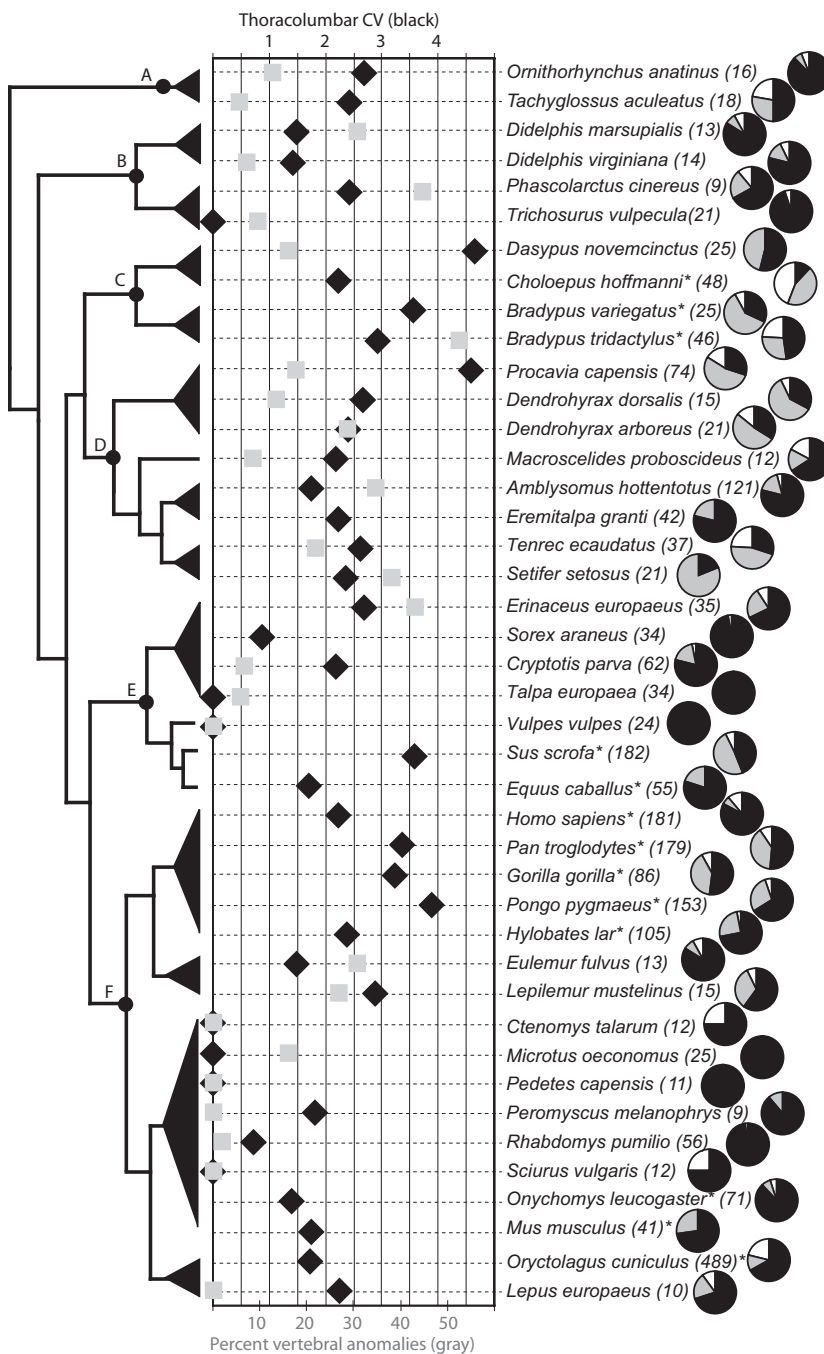 Thoracolumbar CV (black)
1 2 3 4
A
Ornithorhynchus anatinus (16)
Tachyglossus aculeatus (18)
Didelphis marsupialis (13)
B
Didelphis virginiana (14)
Phascolarctus cinereus (9)
Trichosurus vulpecula(21)
Dasypus novemcinctus (25)
C
Choloepus hoffmanni* (48)
Bradypus variegatus* (25)
Bradypus tridactylus* (46)
Procavia capensis (74)
Dendrohyrax dorsalis (15)
Dendrohyrax arboreus (21)
D
Macroscelides proboscideus (12)
Amblysomus hottentotus (121)
Eremitalpa granti (42)
Tenrec ecaudatus (37)
Setifer setosus (21)
Erinaceus europaeus (35)
Sorex araneus (34)
Cryptotis parva (62)
E
Talpa europaea (34)
Vulpes vulpes (24)
Sus scrofa* (182)
Equus caballus* (55)
Homo sapiens* (181)
Pan troglodytes* (179)
Gorilla gorilla* (86)
Pongo pygmaeus* (153)
Hylobates lar* (105)
Eulemur fulvus (13)
F
Lepilemur mustelinus (15)
Ctenomys talarum (12)
Microtus oeconomus (25)
Pedetes capensis (11)
Peromyscus melanophrys (9)
Rhabdomys pumilio (56)
Sciurus vulgaris (12)
Onychomys leucogaster* (71)
Mus musculus (41)*
Oryctolagus cuniculus (489)*
Lepus europaeus (10)
10 20 30 40 50
Percent vertebral anomalies (gray)